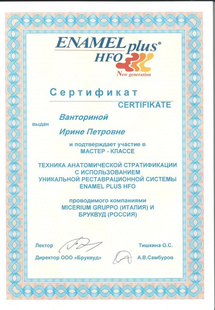 ENAMEL plus®
HFO
New generation
Сертификат
CERTIFIKATE
Ванториной
выдан
Ирине Петровне
и подтверждает участие в
МАСТЕР - КЛАССЕ
ТЕХНИКА АНАТОМИЧЕСКОЙ СТРАТИФИКАЦИИ
С ИСПОЛЬЗОВАНИЕМ
УНИКАЛЬНОЙ РЕСТАВРАЦИОННОЙ СИСТЕМЫ
ENAMEL PLUS HFO
проводимого компаниями
MICERIUM GRUPPO (ИТАЛИЯ) И
БРУКВУД (РОССИЯ)
Лектор Тишкина О.С.
Директор ООО «Бруквуд» А.В.Самбуров